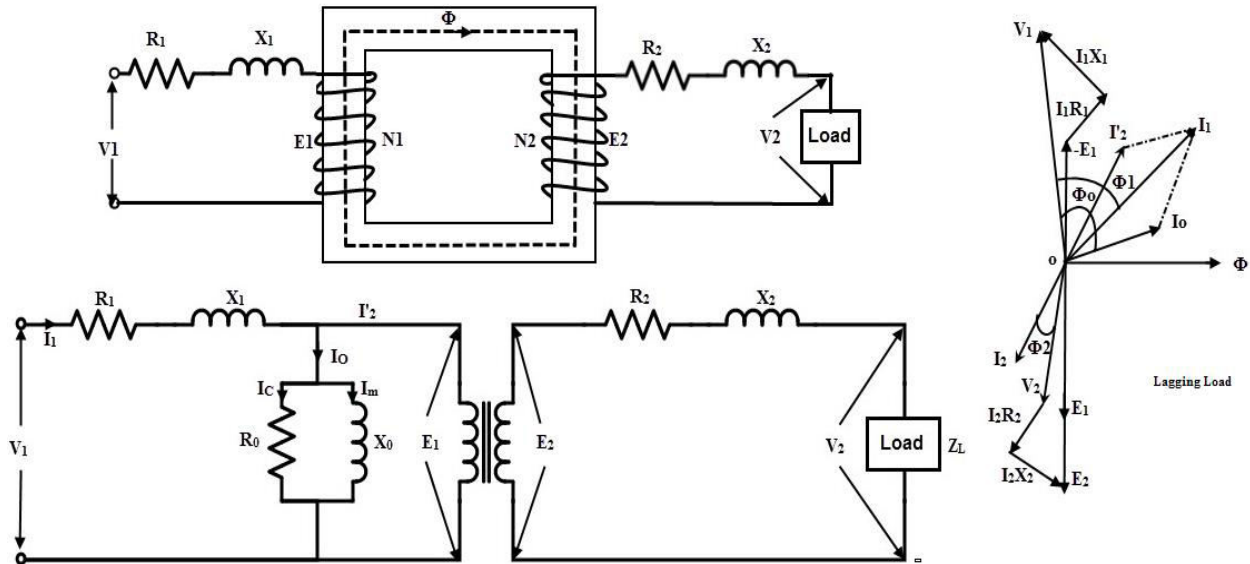 Φ
R1
X1
V1
E1
N1
N2
E2
R2
X2
V2
Load
V1
I1X1
I1R1
I'2
I1
-E1
Φ1
Φo
Io
o
Φ
I2
Φ2
V2
E1
I2R2
I2X2
E2
Lagging Load
R1
X1
I'2
I1
IO
IC
Im
R0
X0
V1
E1
E2
R2
X2
V2
Load
ZL